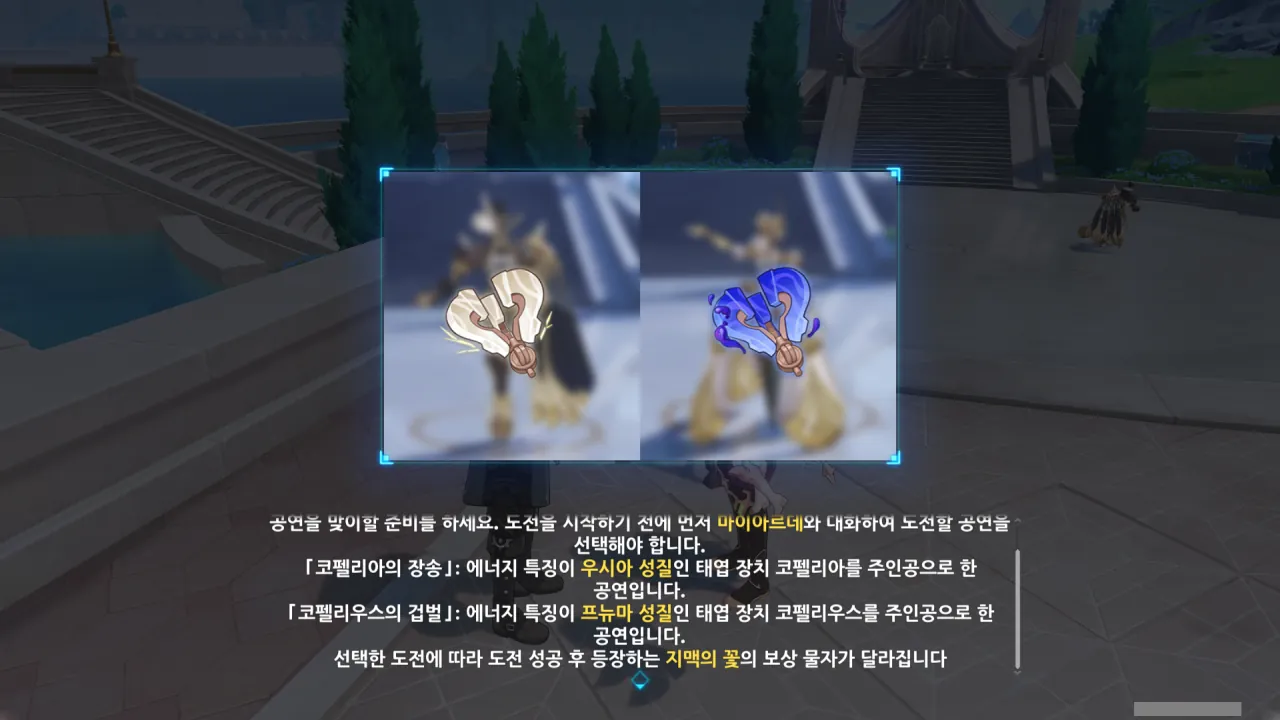 공연을 맞이할 준비를 하세요. 도전을 시작하기 전에 먼저 마이아르데와 대화하여 도전할 공연을
선택해야 합니다.
「코펠리아의 장송」: 에너지 특징이 우시아 성질인 태엽 장치 코펠리아를 주인공으로 한
공연입니다.
「코펠리우스의 겁벌」: 에너지 특징이 프뉴마 성질인 태엽 장치 코펠리우스를 주인공으로 한
공연입니다.
선택한 도전에 따라 도전 성공 후 등장하는 지맥의 꽃의 보상 물자가 달라집니다